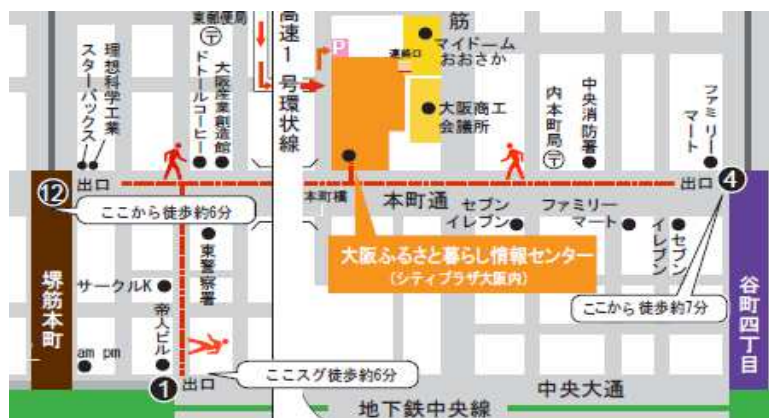 東郵便局
高速1号環状線
筋
P
連絡口
マイドーム
おおさか
理想科学工業
スターバックス
ドトールコーヒー
大阪産業創造館
大阪商工
会議所
内本町局
中央消防署
ファミリー
マート
12
出口
出口
4
ここから徒歩約6分
本町橋
本町通
セブン
イレブン
ファミリー
マート
セブン
イレブン
堺筋本町
東警察署
大阪ふるさと暮らし情報センター
(シティプラザ大阪内)
谷町四丁目
サークルK
ここから徒歩約7分
帝人ビル
am pm
1
出口
ここスグ徒歩約6分
中央大通
地下鉄中央線